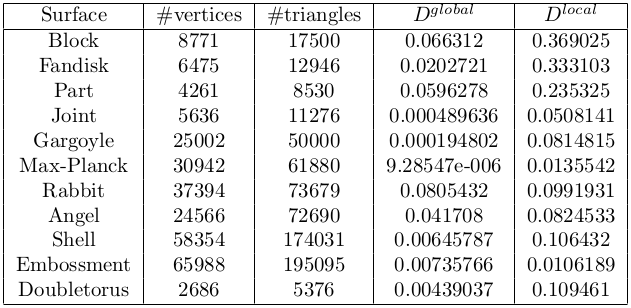 Surface #vertices #triangles D^global D^local
Block 8771 17500 0.066312 0.369025
Fandisk 6475 12946 0.0202721 0.333103
Part 4261 8530 0.0596278 0.235325
Joint 5636 11276 0.000489636 0.0508141
Gargoyle 25002 50000 0.000194802 0.0814815
Max-Planck 30942 61880 9.28547e-006 0.0135542
Rabbit 37394 73679 0.0805432 0.0991931
Angel 24566 72690 0.041708 0.0824533
Shell 58354 174031 0.00645787 0.106432
Embossment 65988 195095 0.00735766 0.0106189
Doubletorus 2686 5376 0.00439037 0.109461